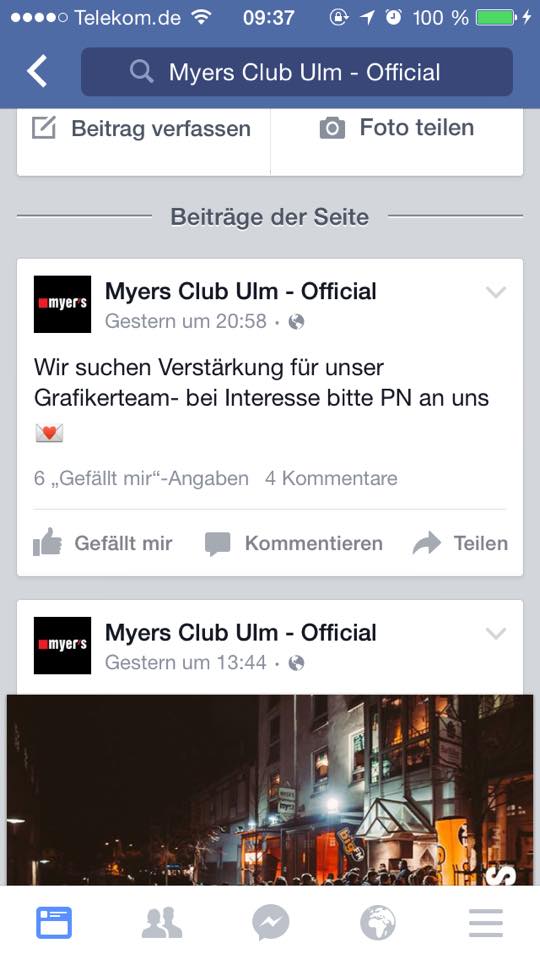 Telekom.de 09:37 100 %
Myers Club Ulm - Official
Beitrag verfassen Foto teilen
Beiträge der Seite
myer's
Myers Club Ulm - Official
Gestern um 20:58 ·
Wir suchen Verstärkung für unser
Grafikerteam- bei Interesse bitte PN an uns
6 „Gefällt mir“-Angaben 4 Kommentare
Gefällt mir Kommentieren Teilen
myer's
Myers Club Ulm - Official
Gestern um 13:44 ·